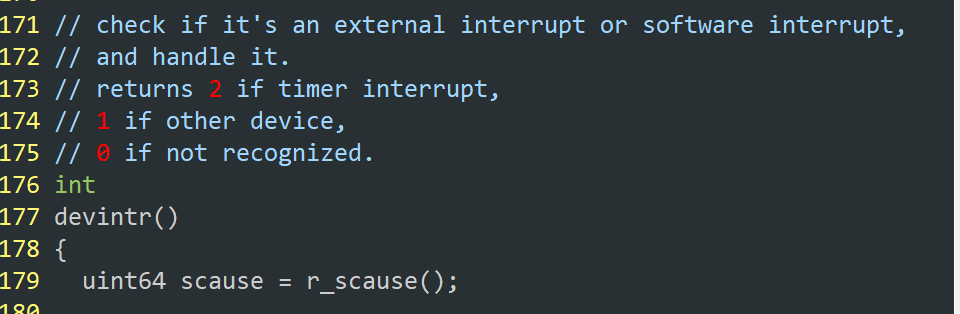 171 // check if it's an external interrupt or software interrupt,
172 // and handle it.
173 // returns 2 if timer interrupt,
174 // 1 if other device,
175 // 0 if not recognized.
176 int
177 devintr()
178 {
179   uint64 scause = r_scause();
180